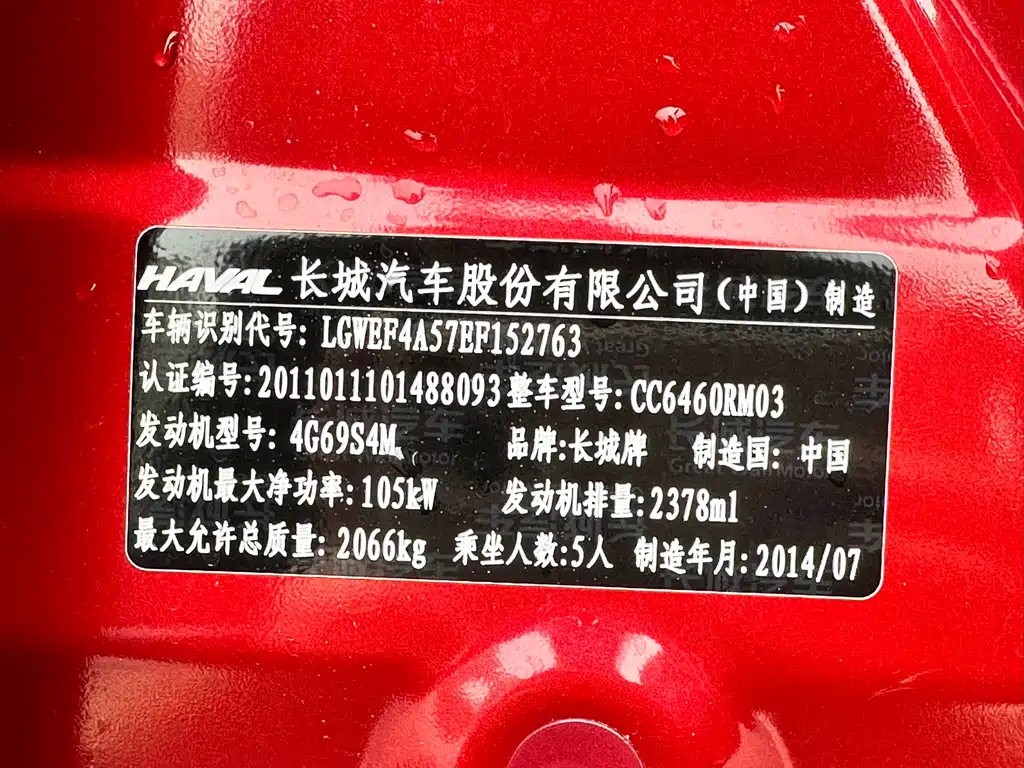 HAVAL 长城汽车股份有限公司(中国)制造
车辆识别代号: LGWEF4A57EF152763
认证编号:2011011101488093 整车型号:CC6460RM03
发动机型号: 4G69S4M 品牌:长城牌 制造国: 中国
发动机最大净功率:105kW 发动机排量:2378ml
最大允许总质量: 2066kg 乘坐人数:5人 制造年月:2014/07